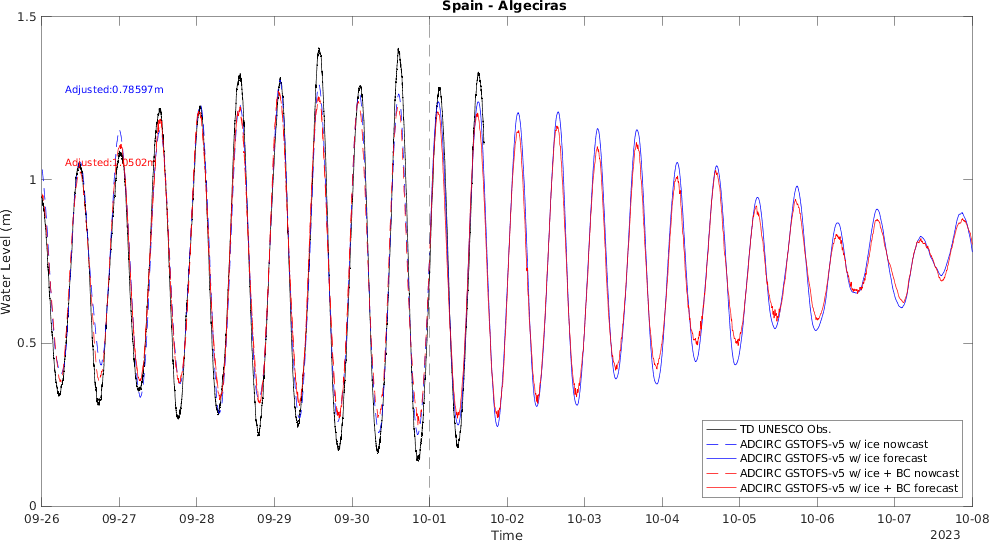 Spain - Algeciras
1.5
Adjusted:0.78597m
Adjusted:1.0502m
1
Water Level (m)
0.5
0
TD UNESCO Obs.
ADCIRC GSTOFS-v5 w/ ice nowcast
ADCIRC GSTOFS-v5 w/ ice forecast
ADCIRC GSTOFS-v5 w/ ice + BC nowcast
ADCIRC GSTOFS-v5 w/ ice + BC forecast
09-26 09-27 09-28 09-29 09-30 10-01 10-02 10-03 10-04 10-05 10-06 10-07 10-08
Time
2023